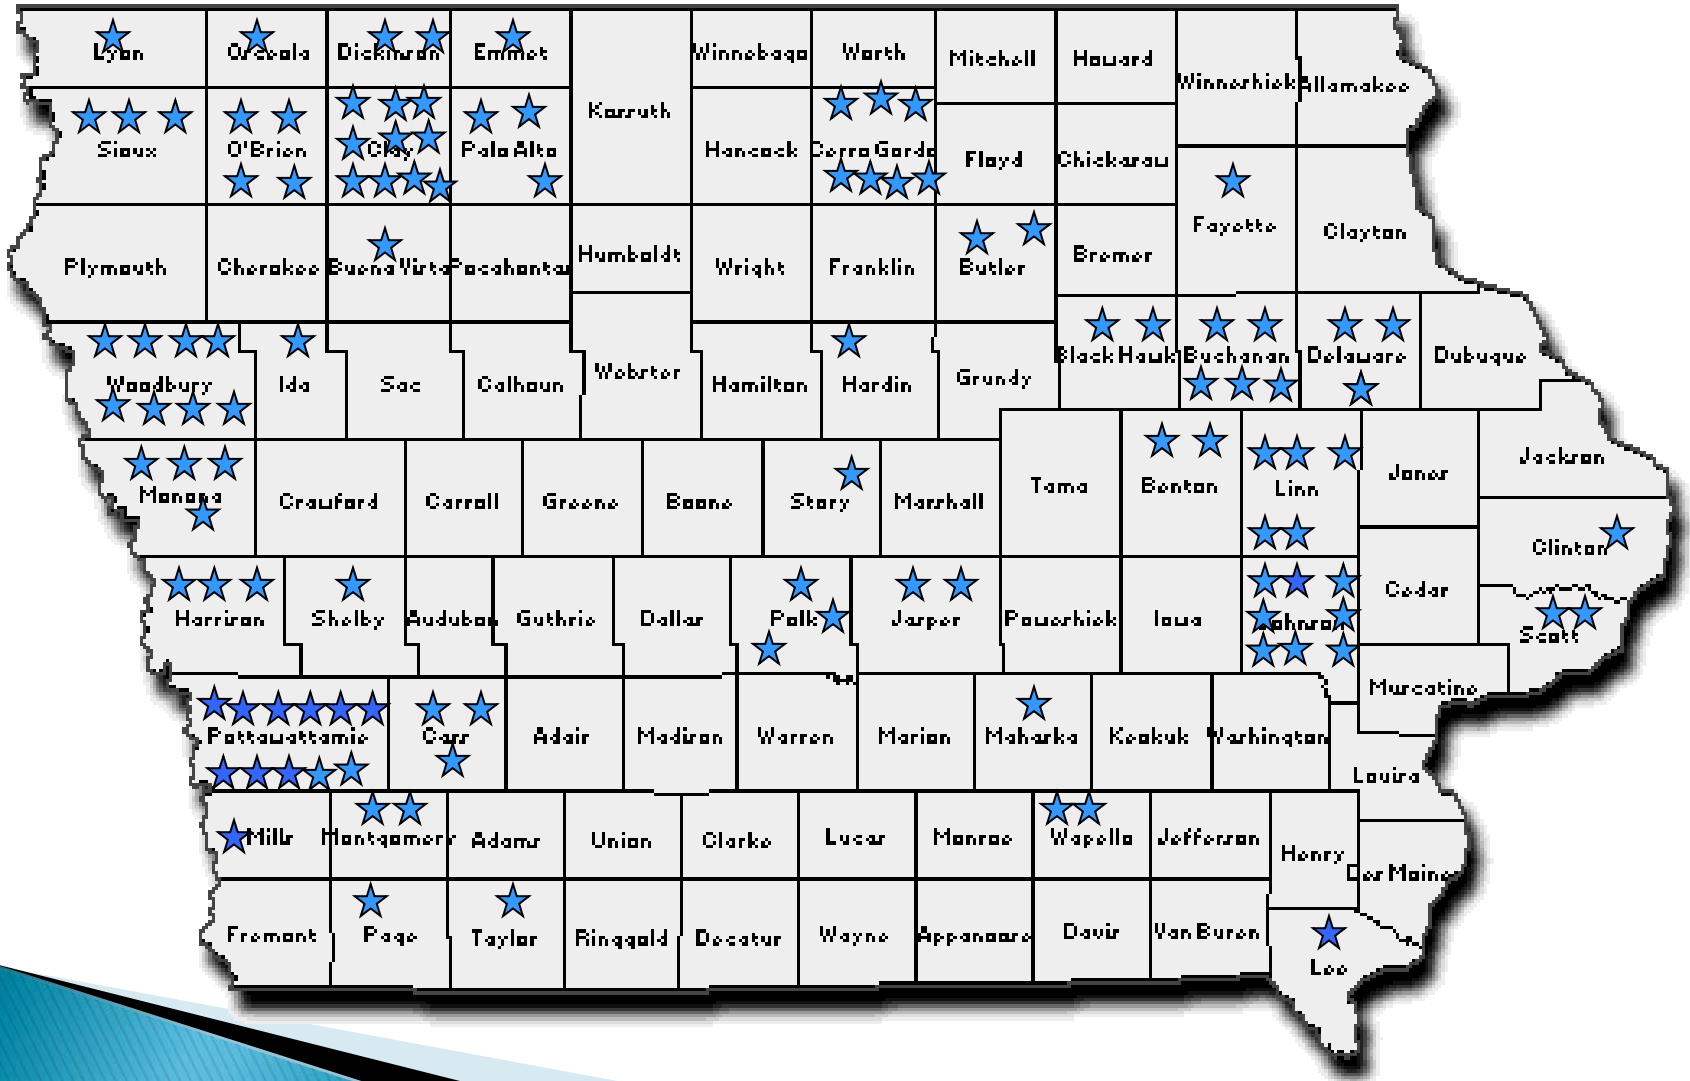 Lyon
Osceola
Dickinson
Emmet
Winnebago
Worth
Mitchell
Howard
Winneshiek
Allamakee
Kossuth
Sioux
O'Brien
Clay
Palo Alto
Hancock
Cerro Gordo
Floyd
Chickasaw
Fayette
Clayton
Plymouth
Cherokee
Buena Vista
Pocahontas
Humboldt
Wright
Franklin
Butler
Bremer
Woodbury
Ida
Sac
Calhoun
Webster
Hamilton
Hardin
Grundy
Black Hawk
Buchanan
Delaware
Dubuque
Monona
Crawford
Carroll
Greene
Boone
Story
Marshall
Tama
Benton
Linn
Jones
Jackson
Clinton
Harrison
Shelby
Audubon
Guthrie
Dallas
Polk
Jasper
Poweshiek
Iowa
Johnson
Cedar
Scott
Muscatine
Pottawattamie
Cass
Adair
Madison
Warren
Marion
Mahaska
Keokuk
Washington
Louisa
Mills
Montgomery
Adams
Union
Clarke
Lucas
Monroe
Wapello
Jefferson
Henry
Des Moines
Fremont
Page
Taylor
Ringgold
Decatur
Wayne
Appanoose
Davis
Van Buren
Lee